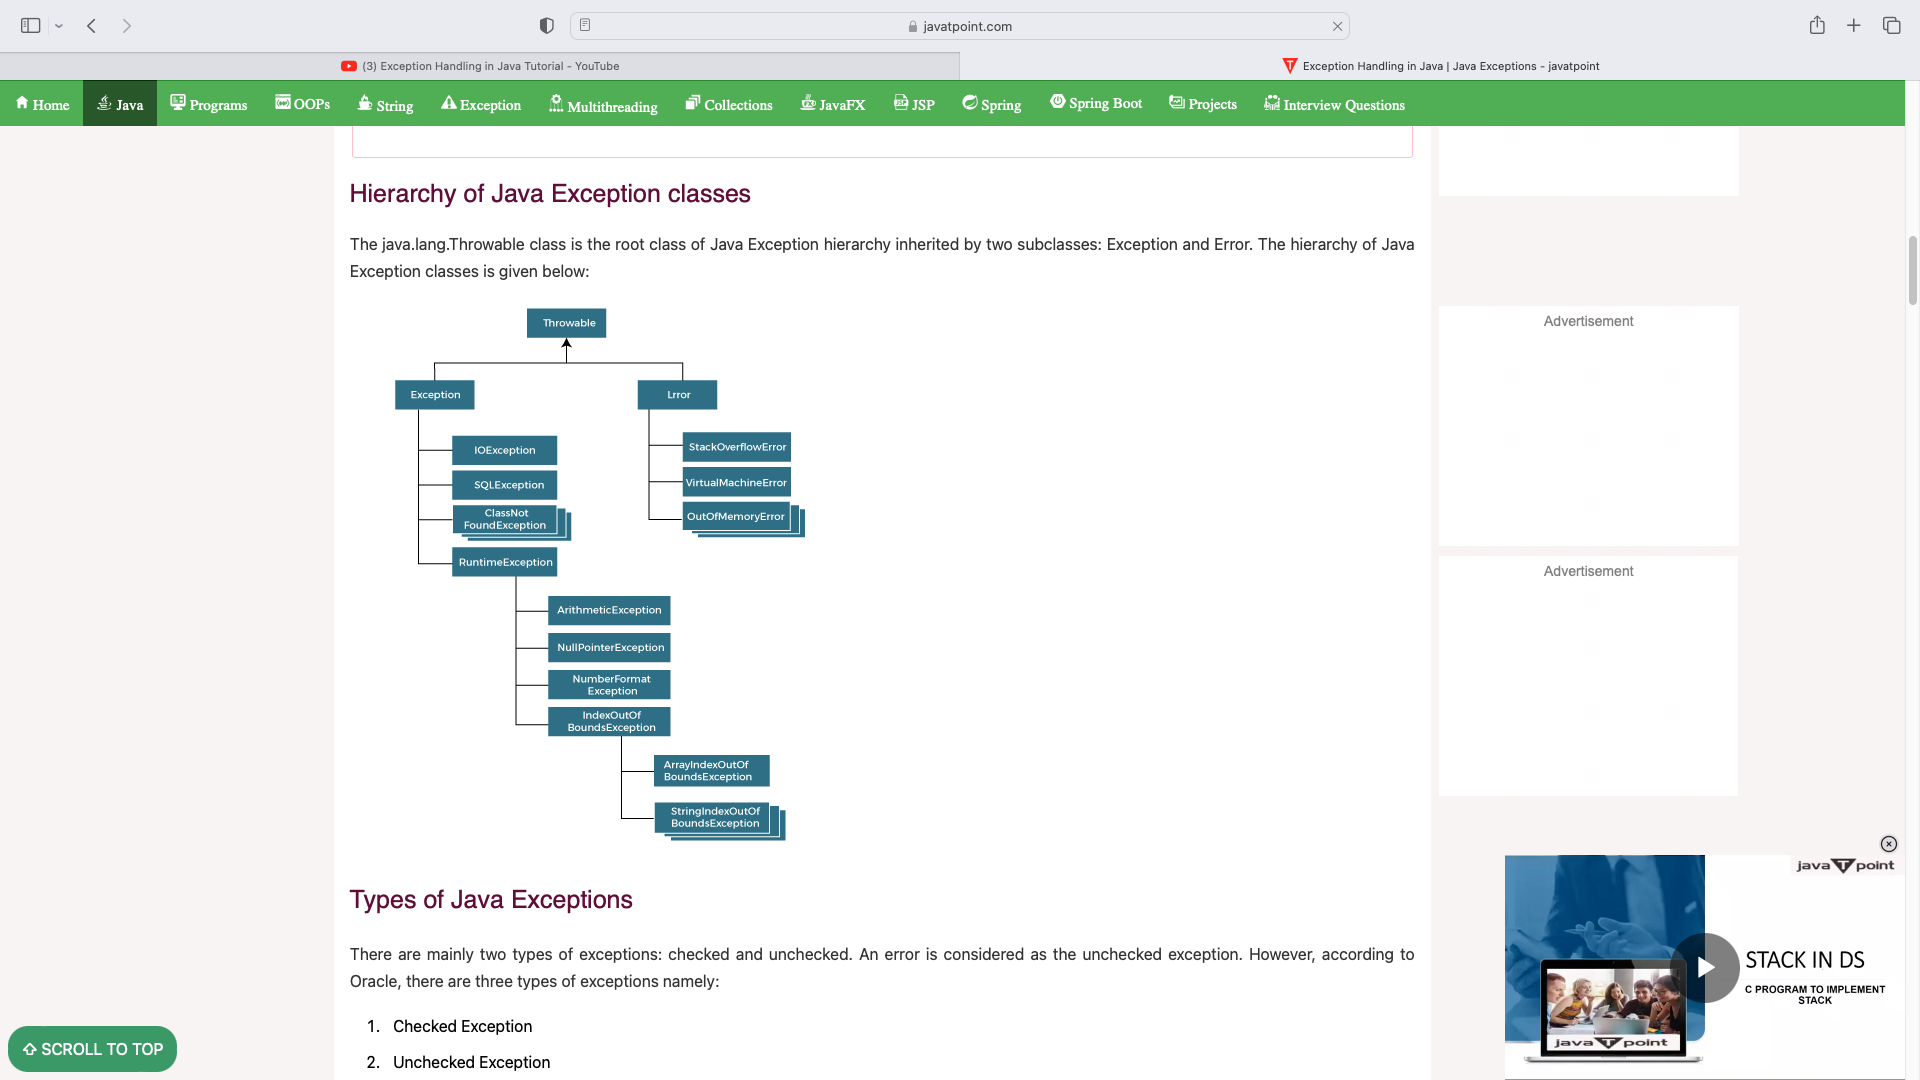 javatpoint.com
(3) Exception Handling in Java Tutorial - YouTube
Exception Handling in Java | Java Exceptions - javatpoint
Home Java Programs OOPs String Exception Multithreading Collections JavaFX JSP Spring Spring Boot Projects Interview Questions
Hierarchy of Java Exception classes
The java.lang.Throwable class is the root class of Java Exception hierarchy inherited by two subclasses: Exception and Error. The hierarchy of Java
Exception classes is given below:
Throwable
Exception
Lrror
IOException
SQLException
ClassNot
FoundException
RuntimeException
StackOverflowError
VirtualMachineError
OutOfMemoryError
ArithmeticException
NullPointerException
NumberFormat
Exception
IndexOutOf
BoundsException
ArrayIndexOutOf
BoundsException
StringIndexOutOf
BoundsException
Types of Java Exceptions
There are mainly two types of exceptions: checked and unchecked. An error is considered as the unchecked exception. However, according to
Oracle, there are three types of exceptions namely:
1. Checked Exception
2. Unchecked Exception
SCROLL TO TOP
Advertisement
Advertisement
java T point
STACK IN DS
C PROGRAM TO IMPLEMENT
STACK
java T point